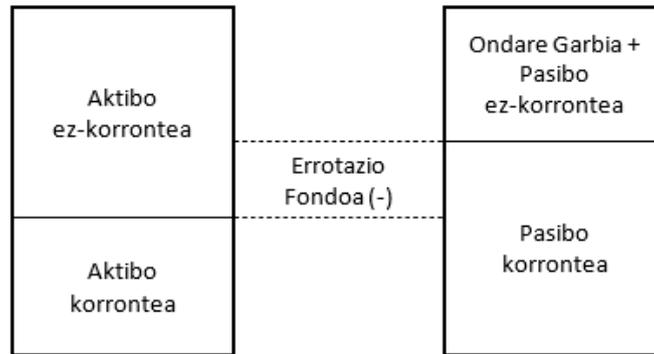 Aktibo
ez-korrontea
Aktibo
korrontea
Errotazio
Fondoa (-)
Ondare Garbia +
Pasibo
ez-korrontea
Pasibo
korrontea